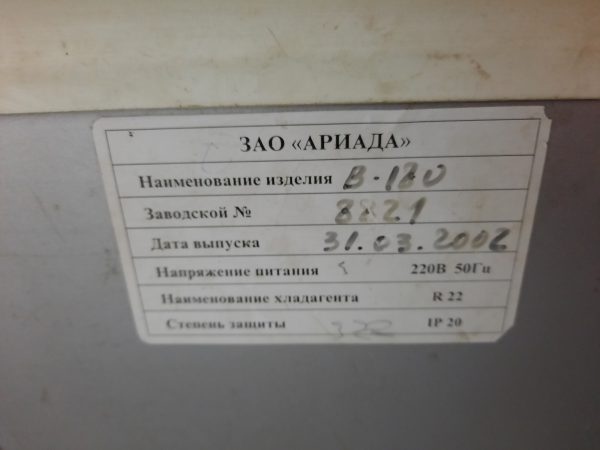 ЗАО «АРИАДА»
Наименование изделия В-180
Заводской № 8821
Дата выпуска 31.03.2002
Напряжение питания 220В 50Гц
Наименование хладагента R 22
Степень защиты IP 20